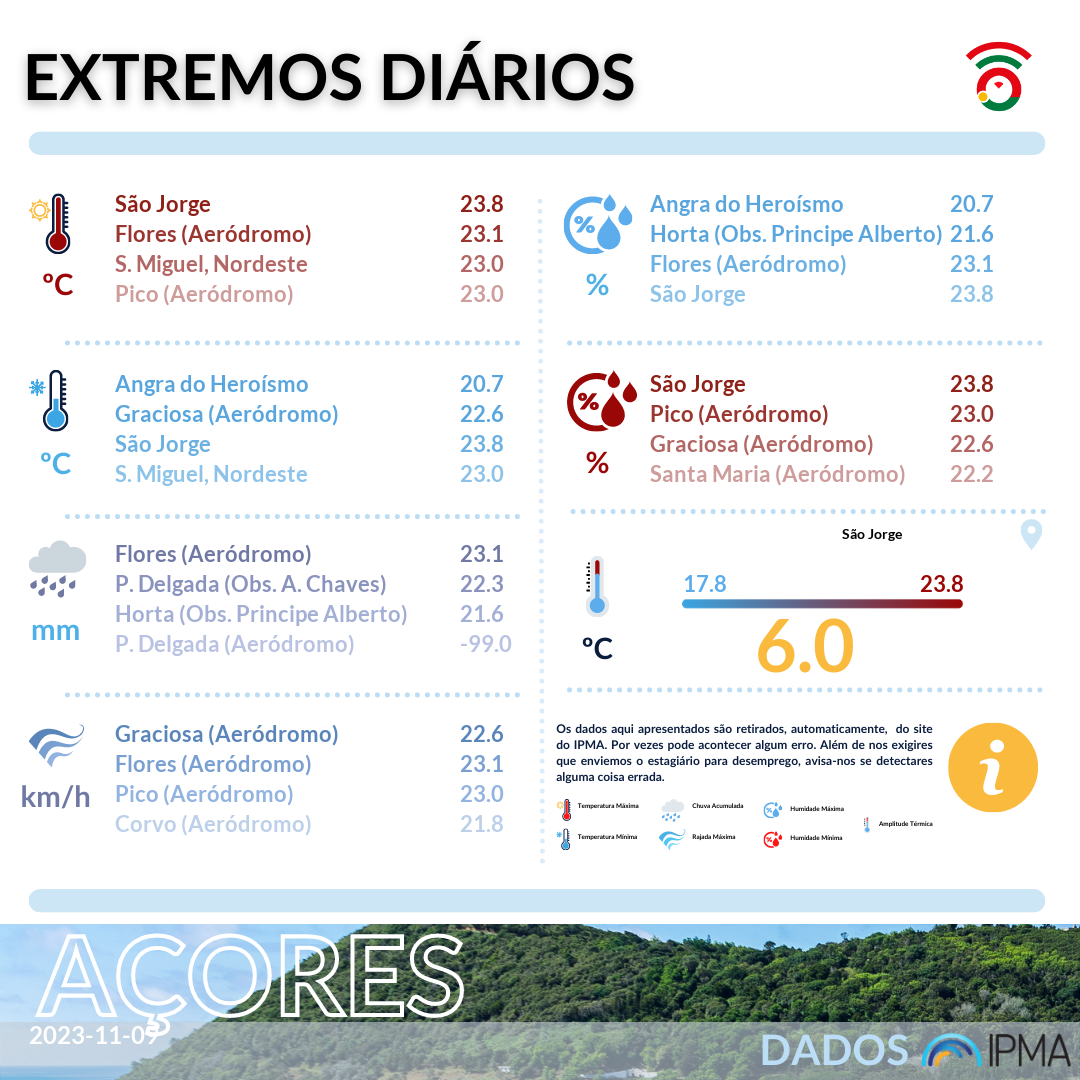 EXTREMOS DIÁRIOS
São Jorge 23.8
Flores (Aeródromo) 23.1
S. Miguel, Nordeste 23.0
Pico (Aeródromo) 23.0
ºC
Angra do Heroísmo 20.7
Graciosa (Aeródromo) 22.6
São Jorge 23.8
S. Miguel, Nordeste 23.0
ºC
Flores (Aeródromo) 23.1
P. Delgada (Obs. A. Chaves) 22.3
Horta (Obs. Principe Alberto) 21.6
P. Delgada (Aeródromo) -99.0
mm
Graciosa (Aeródromo) 22.6
Flores (Aeródromo) 23.1
Pico (Aeródromo) 23.0
Corvo (Aeródromo) 21.8
km/h
%
Angra do Heroísmo 20.7
Horta (Obs. Principe Alberto) 21.6
Flores (Aeródromo) 23.1
São Jorge 23.8
%
%
São Jorge 23.8
Pico (Aeródromo) 23.0
Graciosa (Aeródromo) 22.6
Santa Maria (Aeródromo) 22.2
%
São Jorge
17.8 23.8
6.0
ºC
Os dados aqui apresentados são retirados, automaticamente, do site
do IPMA. Por vezes pode acontecer algum erro. Além de nos exigires
que enviemos o estagiário para desemprego, avisa-nos se detectares
alguma coisa errada.
i
Temperatura Máxima Chuva Acumulada Humidade Máxima
Amplitude Térmica
Temperatura Mínima Rajada Máxima Humidade Mínima
AÇORES
2023-11-09
DADOS IPMA